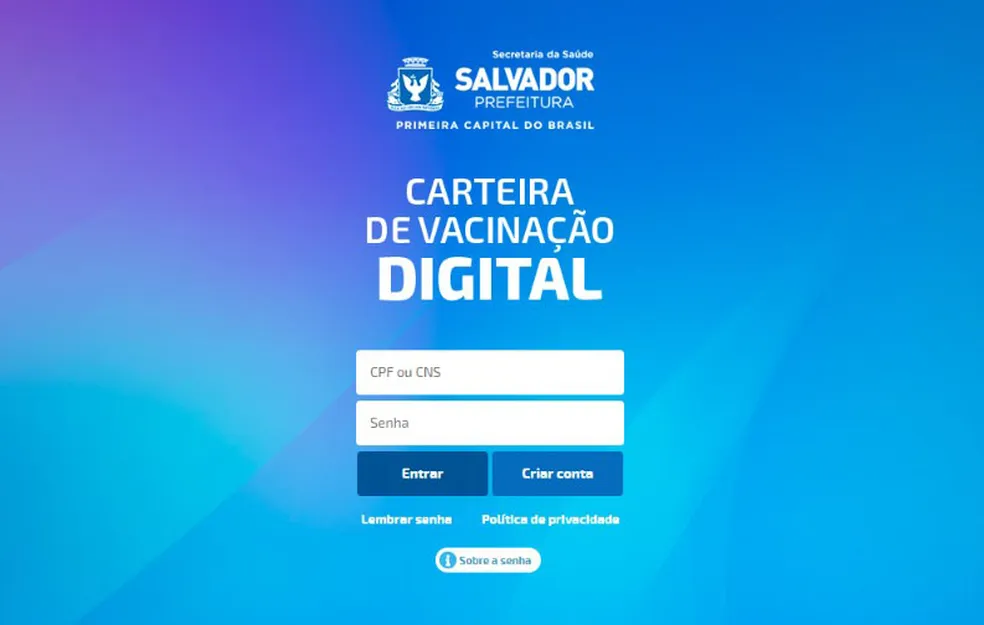 Secretaria da Saúde
SALVADOR
PREFEITURA
PRIMEIRA CAPITAL DO BRASIL
CARTEIRA
DE VACINAÇÃO
DIGITAL
CPF ou CNS
Senha
Entrar Criar conta
Lembrar senha Política de privacidade
i Sobre a senha